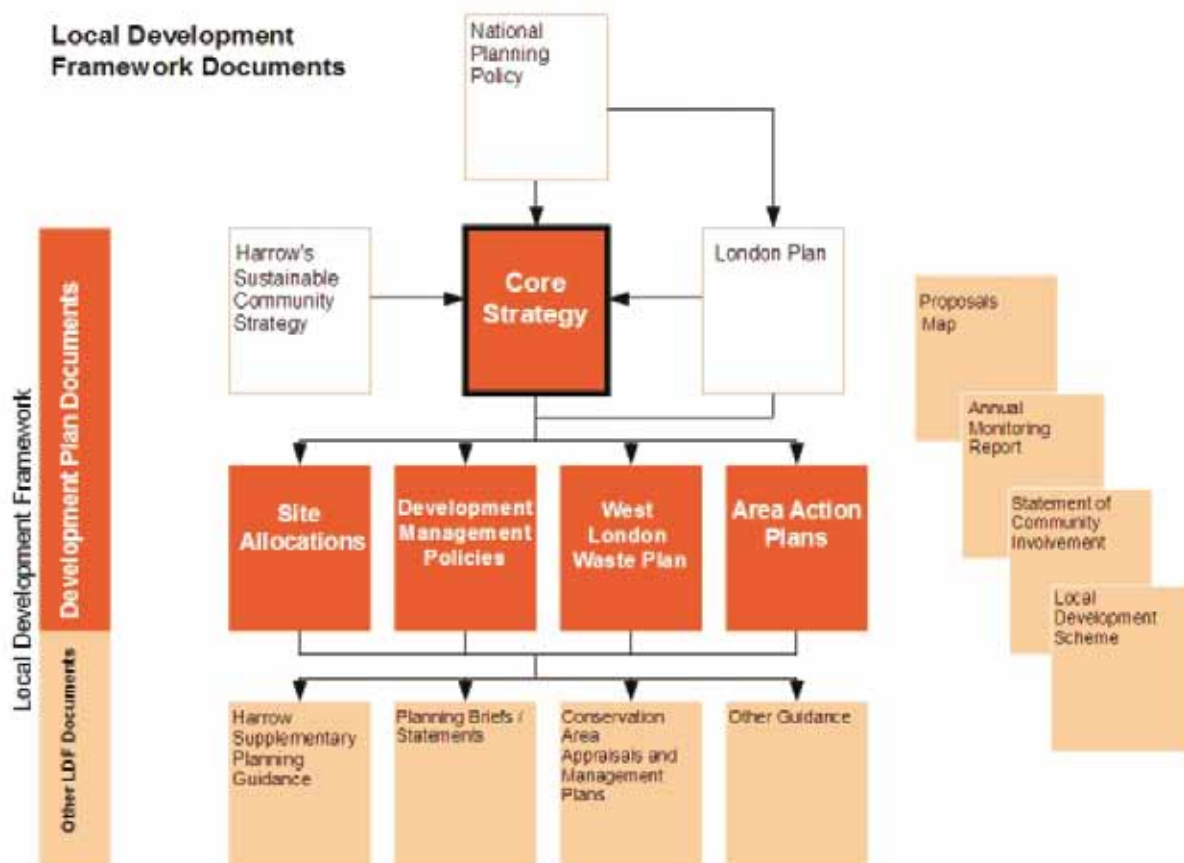 Local Development
Framework Documents
National
Planning
Policy
Harrow's
Sustainable
Community
Strategy
Core
Strategy
London Plan
Proposals
Map
Annual
Monitoring
Report
Statement of
Community
Involvement
Local
Development
Scheme
Local Development Framework
Development Plan Documents
Site
Allocations
Development
Management
Policies
West
London
Waste Plan
Area Action
Plans
Other LDF Documents
Harrow
Supplementary
Planning
Guidance
Planning Briefs /
Statements
Conservation
Area
Appraisals and
Management
Plans
Other Guidance